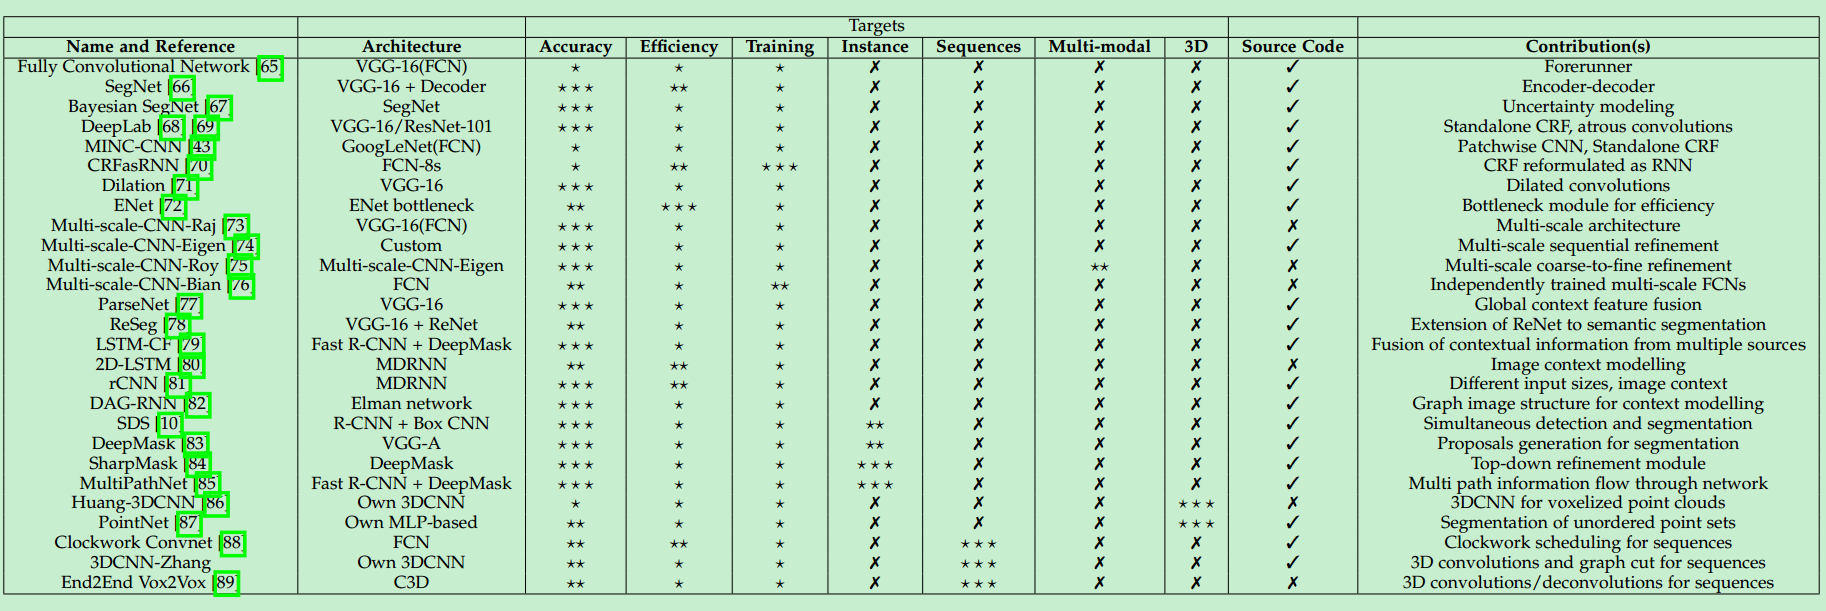 Targets
Name and Reference Architecture Accuracy Efficiency Training Instance Sequences Multi-modal 3D Source Code Contribution(s)
Fully Convolutional Network [65] VGG-16(FCN) ⋆ ⋆ ⋆ ✗ ✗ ✗ ✗ ✓ Forerunner
SegNet [66] VGG-16 + Decoder ⋆⋆⋆ ⋆⋆ ⋆ ✗ ✗ ✗ ✗ ✓ Encoder-decoder
Bayesian SegNet [67] SegNet ⋆⋆⋆ ⋆ ⋆ ✗ ✗ ✗ ✗ ✓ Uncertainty modeling
DeepLab [68] [69] VGG-16/ResNet-101 ⋆⋆⋆ ⋆ ⋆ ✗ ✗ ✗ ✗ ✓ Standalone CRF, atrous convolutions
MINC-CNN [43] GoogLeNet(FCN) ⋆ ⋆ ⋆ ✗ ✗ ✗ ✗ ✓ Patchwise CNN, Standalone CRF
CRFasRNN [70] FCN-8s ⋆ ⋆⋆ ⋆⋆⋆ ✗ ✗ ✗ ✗ ✓ CRF reformulated as RNN
Dilation [71] VGG-16 ⋆⋆⋆ ⋆ ⋆ ✗ ✗ ✗ ✗ ✓ Dilated convolutions
ENet [72] ENet bottleneck ⋆⋆ ⋆⋆⋆ ⋆ ✗ ✗ ✗ ✗ ✓ Bottleneck module for efficiency
Multi-scale-CNN-Raj [73] VGG-16(FCN) ⋆⋆⋆ ⋆ ⋆ ✗ ✗ ✗ ✗ ✗ Multi-scale architecture
Multi-scale-CNN-Eigen [74] Custom ⋆⋆⋆ ⋆ ⋆ ✗ ✗ ✗ ✗ ✓ Multi-scale sequential refinement
Multi-scale-CNN-Roy [75] Multi-scale-CNN-Eigen ⋆⋆⋆ ⋆ ⋆ ✗ ✗ ⋆⋆ ✗ ✗ Multi-scale coarse-to-fine refinement
Multi-scale-CNN-Bian [76] FCN ⋆⋆ ⋆ ⋆⋆ ✗ ✗ ✗ ✗ ✗ Independently trained multi-scale FCNs
ParseNet [77] VGG-16 ⋆⋆⋆ ⋆ ⋆ ✗ ✗ ✗ ✗ ✓ Global context feature fusion
ReSeg [78] VGG-16 + ReNet ⋆⋆ ⋆ ⋆ ✗ ✗ ✗ ✗ ✓ Extension of ReNet to semantic segmentation
LSTM-CF [79] Fast R-CNN + DeepMask ⋆⋆⋆ ⋆ ⋆ ✗ ✗ ✗ ✗ ✓ Fusion of contextual information from multiple sources
2D-LSTM [80] MDRNN ⋆⋆ ⋆⋆ ⋆ ✗ ✗ ✗ ✗ ✗ Image context modelling
rCNN [81] MDRNN ⋆⋆⋆ ⋆⋆ ⋆ ✗ ✗ ✗ ✗ ✓ Different input sizes, image context
DAG-RNN [82] Elman network ⋆⋆⋆ ⋆ ⋆ ✗ ✗ ✗ ✗ ✓ Graph image structure for context modelling
SDS [10] R-CNN + Box CNN ⋆⋆⋆ ⋆ ⋆ ⋆⋆ ✗ ✗ ✗ ✓ Simultaneous detection and segmentation
DeepMask [83] VGG-A ⋆⋆⋆ ⋆ ⋆ ⋆⋆ ✗ ✗ ✗ ✓ Proposals generation for segmentation
SharpMask [84] DeepMask ⋆⋆⋆ ⋆ ⋆ ⋆⋆⋆ ✗ ✗ ✗ ✓ Top-down refinement module
MultiPathNet [85] Fast R-CNN + DeepMask ⋆⋆⋆ ⋆ ⋆ ⋆⋆⋆ ✗ ✗ ✗ ✓ Multi path information flow through network
Huang-3DCNN [86] Own 3DCNN ⋆ ⋆ ⋆ ✗ ✗ ✗ ⋆⋆⋆ ✗ 3DCNN for voxelized point clouds
PointNet [87] Own MLP-based ⋆⋆ ⋆ ⋆ ✗ ✗ ✗ ⋆⋆⋆ ✓ Segmentation of unordered point sets
Clockwork Convnet [88] FCN ⋆⋆ ⋆⋆ ⋆ ✗ ⋆⋆⋆ ✗ ✗ ✓ Clockwork scheduling for sequences
3DCNN-Zhang Own 3DCNN ⋆⋆ ⋆ ⋆ ✗ ⋆⋆⋆ ✗ ✗ ✓ 3D convolutions and graph cut for sequences
End2End Vox2Vox [89] C3D ⋆⋆ ⋆ ⋆ ✗ ⋆⋆⋆ ✗ ✗ ✗ 3D convolutions/deconvolutions for sequences